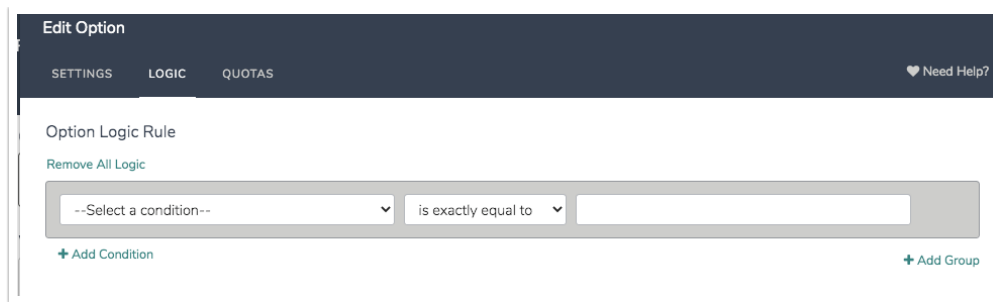 Edit Option
SETTINGS LOGIC QUOTAS Need Help?
Option Logic Rule
Remove All Logic
--Select a condition-- is exactly equal to
+ Add Condition
+ Add Group